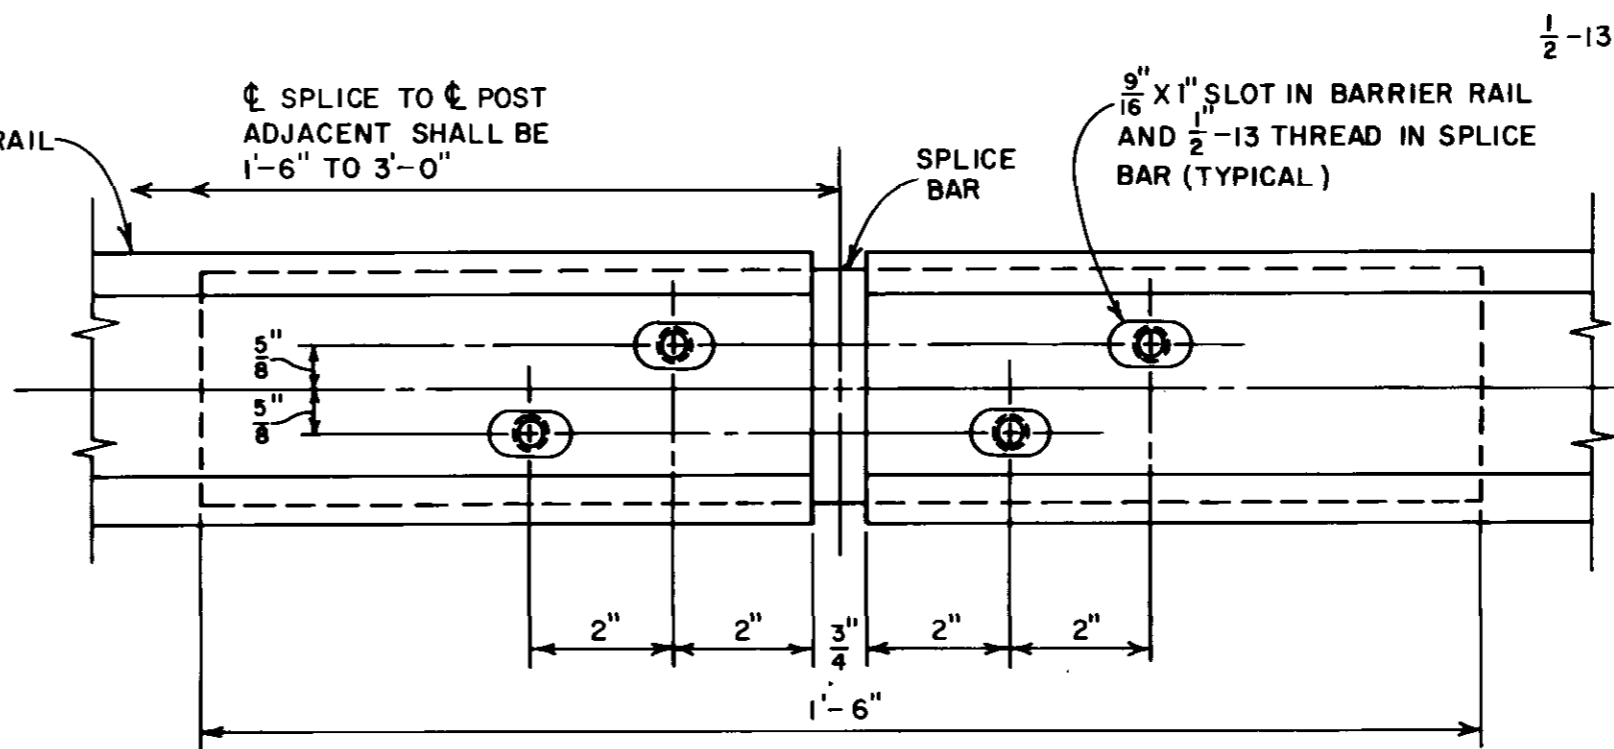 ½-13
℄ SPLICE TO ℄ POST
ADJACENT SHALL BE
1'-6" TO 3'-0"
RAIL
SPLICE
BAR
9/16" X 1" SLOT IN BARRIER RAIL
AND 1/2"-13 THREAD IN SPLICE
BAR (TYPICAL)
5/8"
5/8"
2"
2"
3/4"
2"
2"
1'-6"